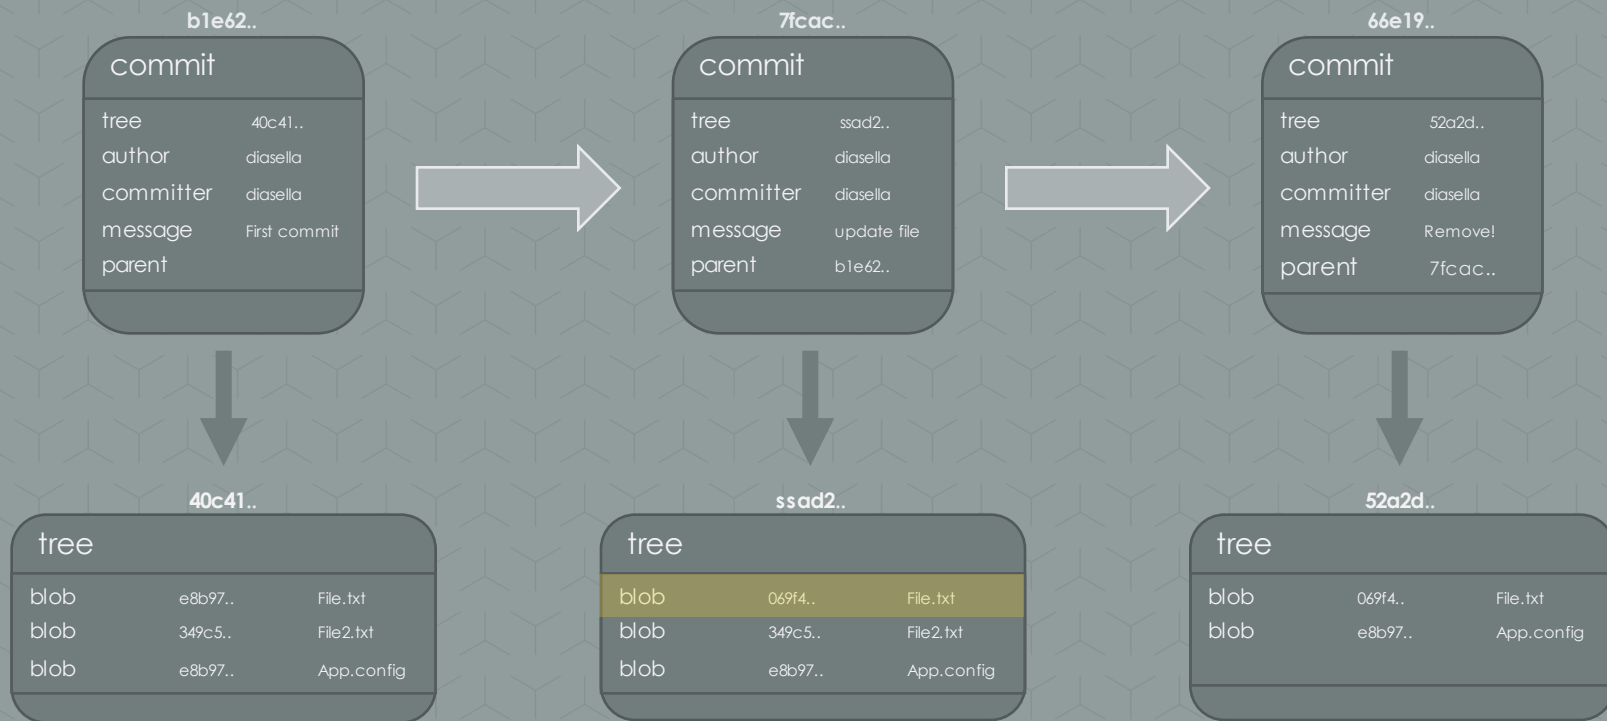 b1e62..
commit
tree 40c41..
author diasella
committer diasella
message First commit
parent
7fcac..
commit
tree ssad2..
author diasella
committer diasella
message update file
parent b1e62..
66e19..
commit
tree 52a2d..
author diasella
committer diasella
message Remove!
parent 7fcac..
40c41..
tree
blob e8b97.. File.txt
blob 349c5.. File2.txt
blob e8b97.. App.config
ssad2..
tree
blob 069f4.. File.txt
blob 349c5.. File2.txt
blob e8b97.. App.config
52a2d..
tree
blob 069f4.. File.txt
blob e8b97.. App.config